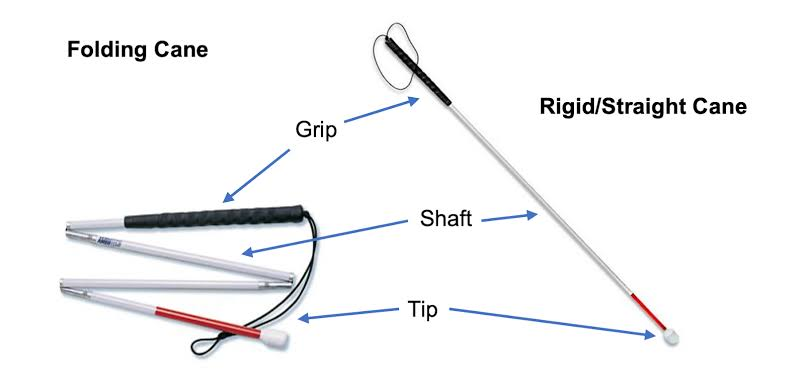 Folding Cane
Rigid/Straight Cane
Grip
Shaft
Tip